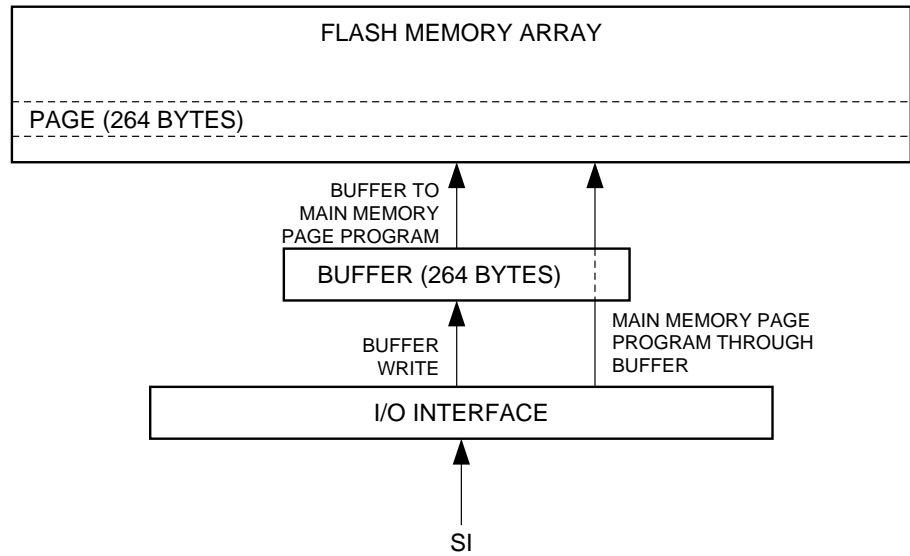 FLASH MEMORY ARRAY
PAGE (264 BYTES)
BUFFER TO
MAIN MEMORY
PAGE PROGRAM
BUFFER (264 BYTES)
BUFFER
WRITE
MAIN MEMORY PAGE
PROGRAM THROUGH
BUFFER
I/O INTERFACE
SI